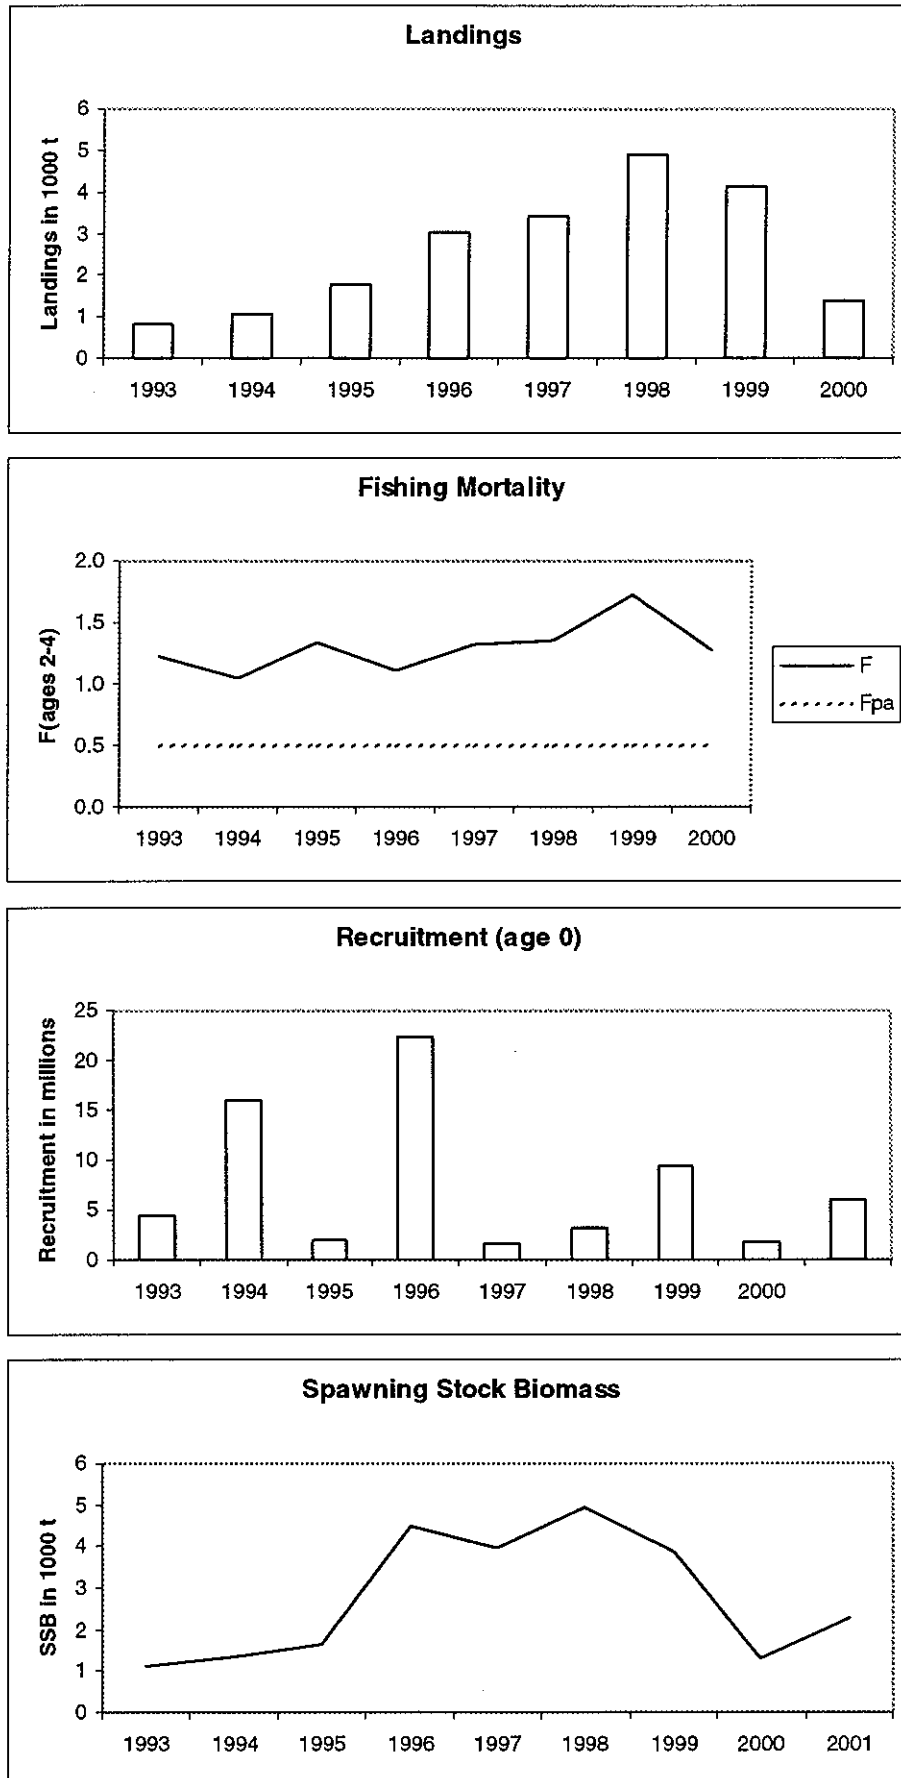 Landings
Landings in 1000 t
6
5
4
3
2
1
0
1993 1994 1995 1996 1997 1998 1999 2000
Fishing Mortality
F(ages 2-4)
2.0
1.5
1.0
0.5
0.0
1993 1994 1995 1996 1997 1998 1999 2000
F
Fpa
Recruitment (age 0)
Recruitment in millions
25
20
15
10
5
0
1993 1994 1995 1996 1997 1998 1999 2000
Spawning Stock Biomass
SSB in 1000 t
6
5
4
3
2
1
0
1993 1994 1995 1996 1997 1998 1999 2000 2001